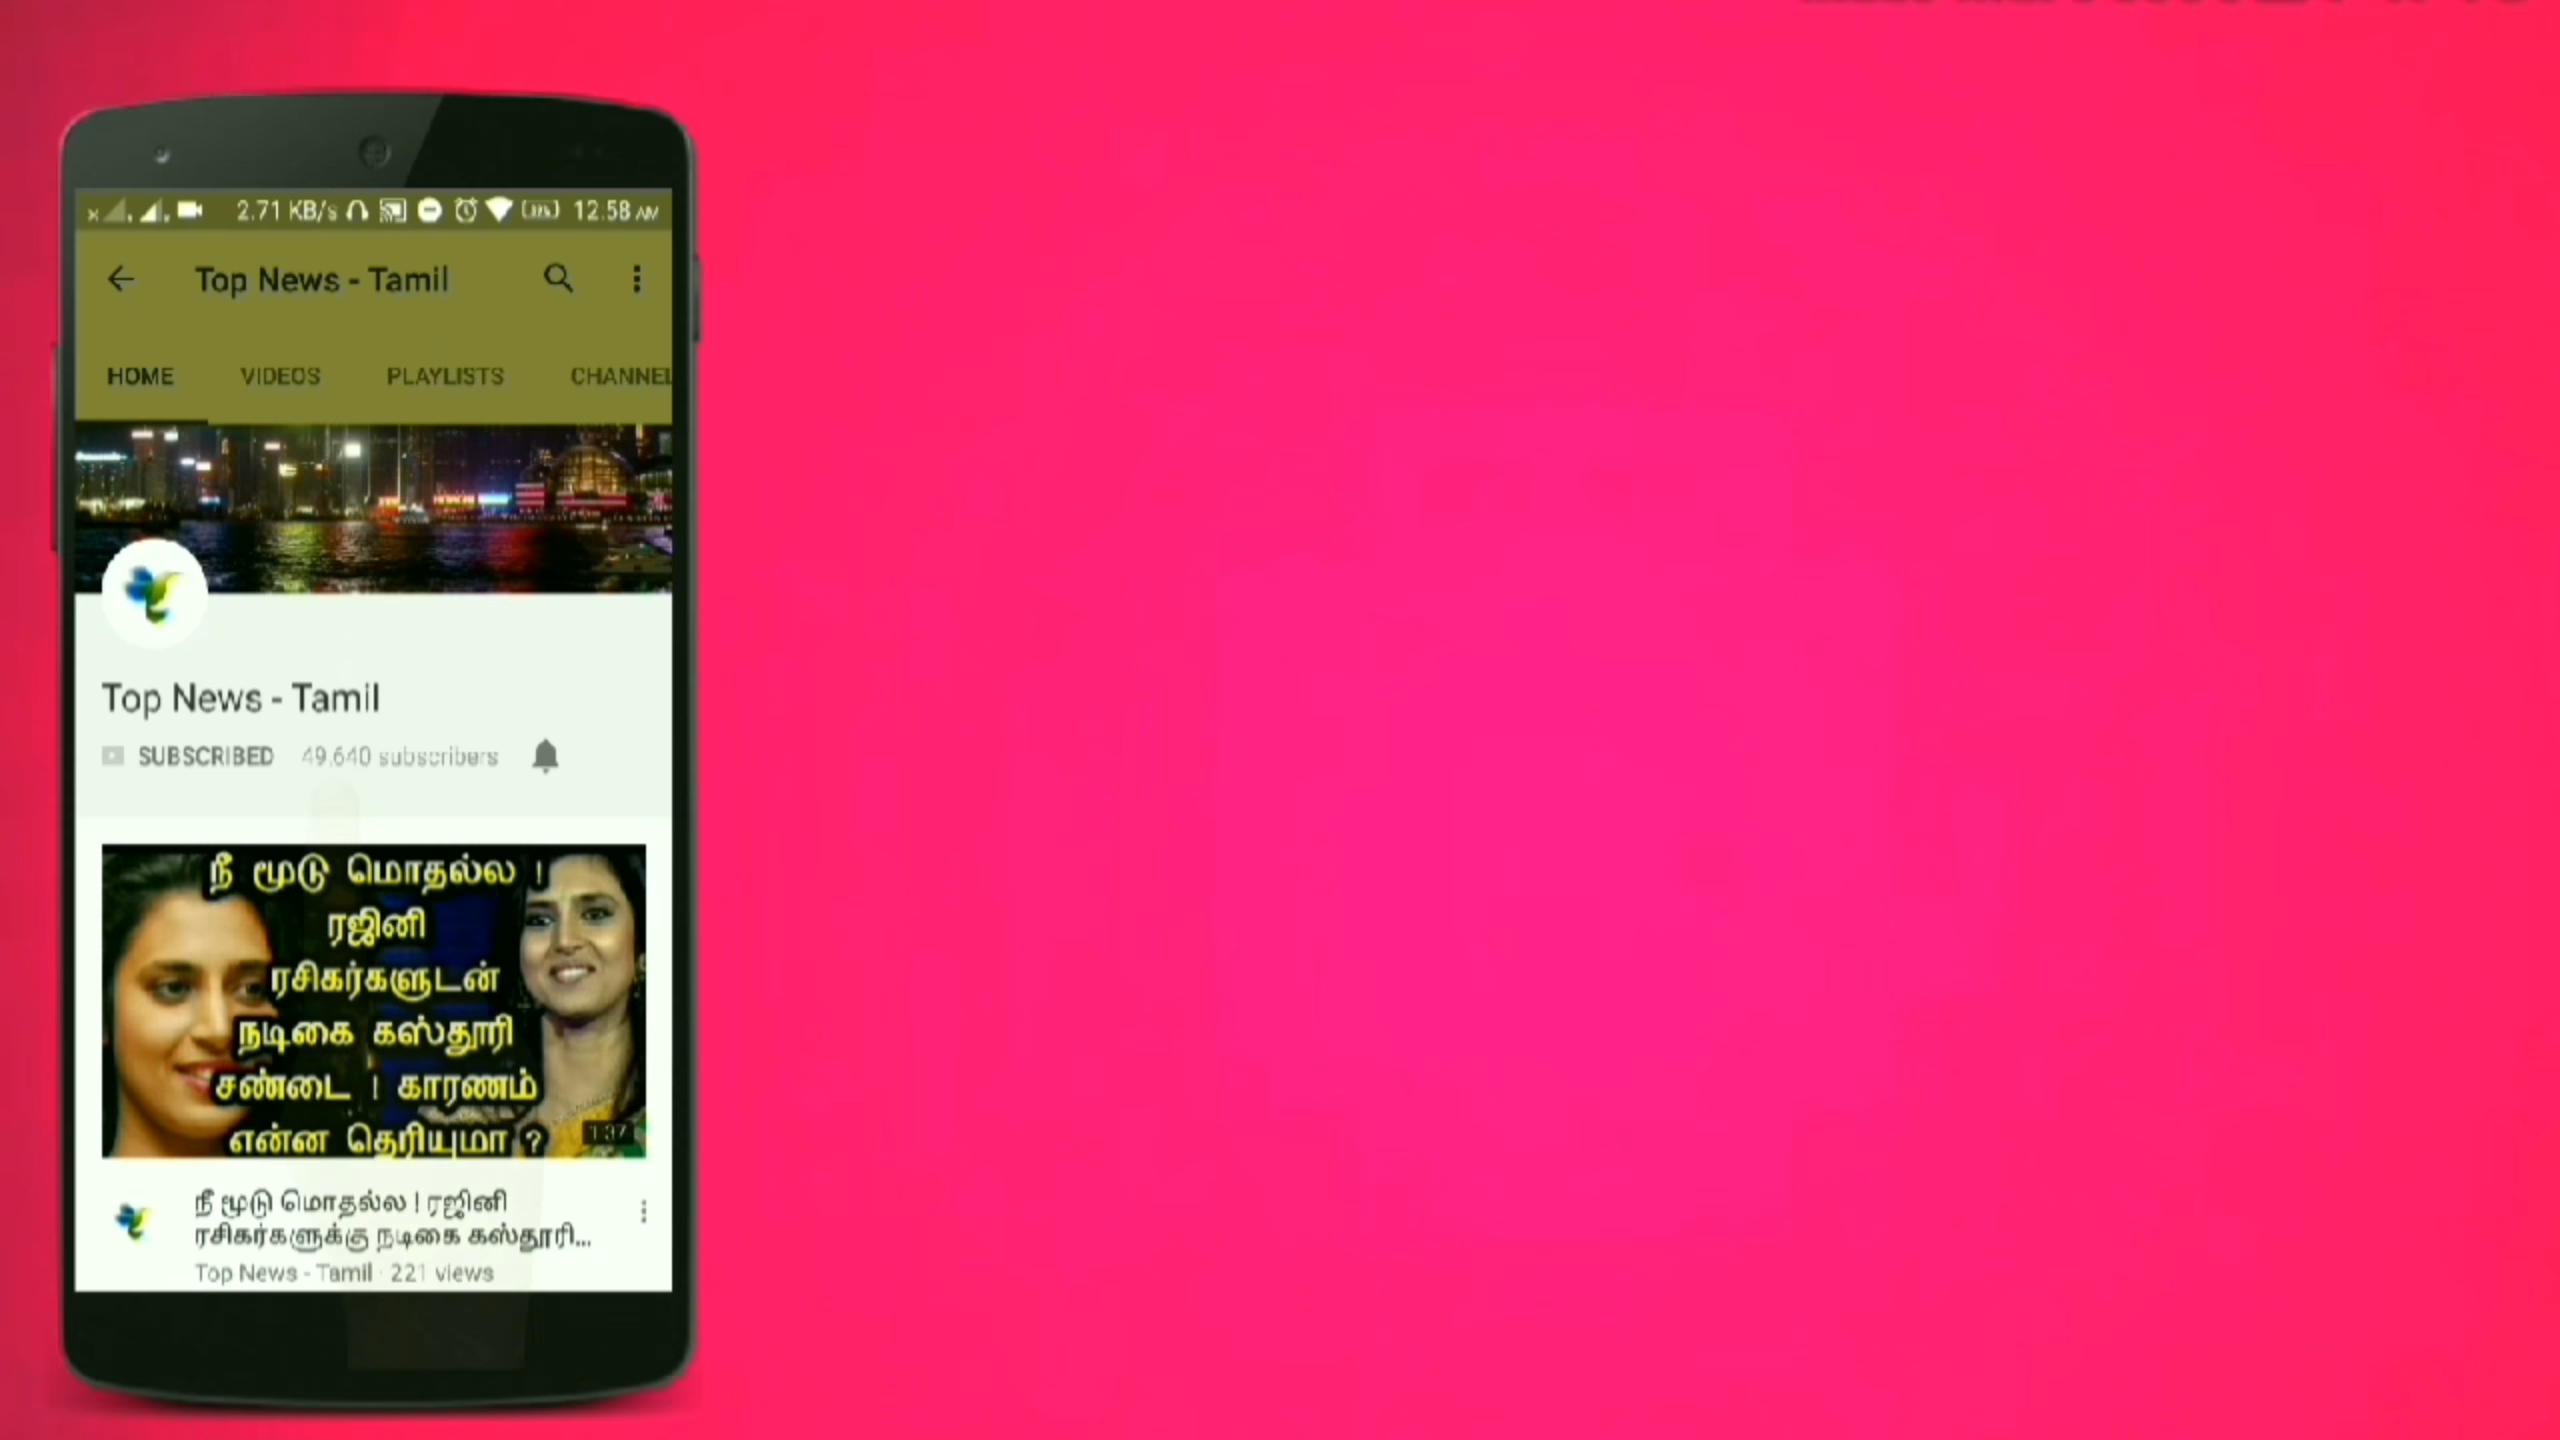 2.71 KB/s 12.58 AM
Top News - Tamil
HOME VIDEOS PLAYLISTS CHANNEL
Top News - Tamil
SUBSCRIBED 49,640 subscribers
நீ மூடு மொதல்ல !
ரஜினி
ரசிகர்களுடன்
நடிகை கஸ்தூரி
சண்டை ! காரணம்
என்ன தெரியுமா ?
1:37
நீ மூடு மொதல்ல ! ரஜினி
ரசிகர்களுக்கு நடிகை கஸ்தூரி...
Top News - Tamil · 221 views